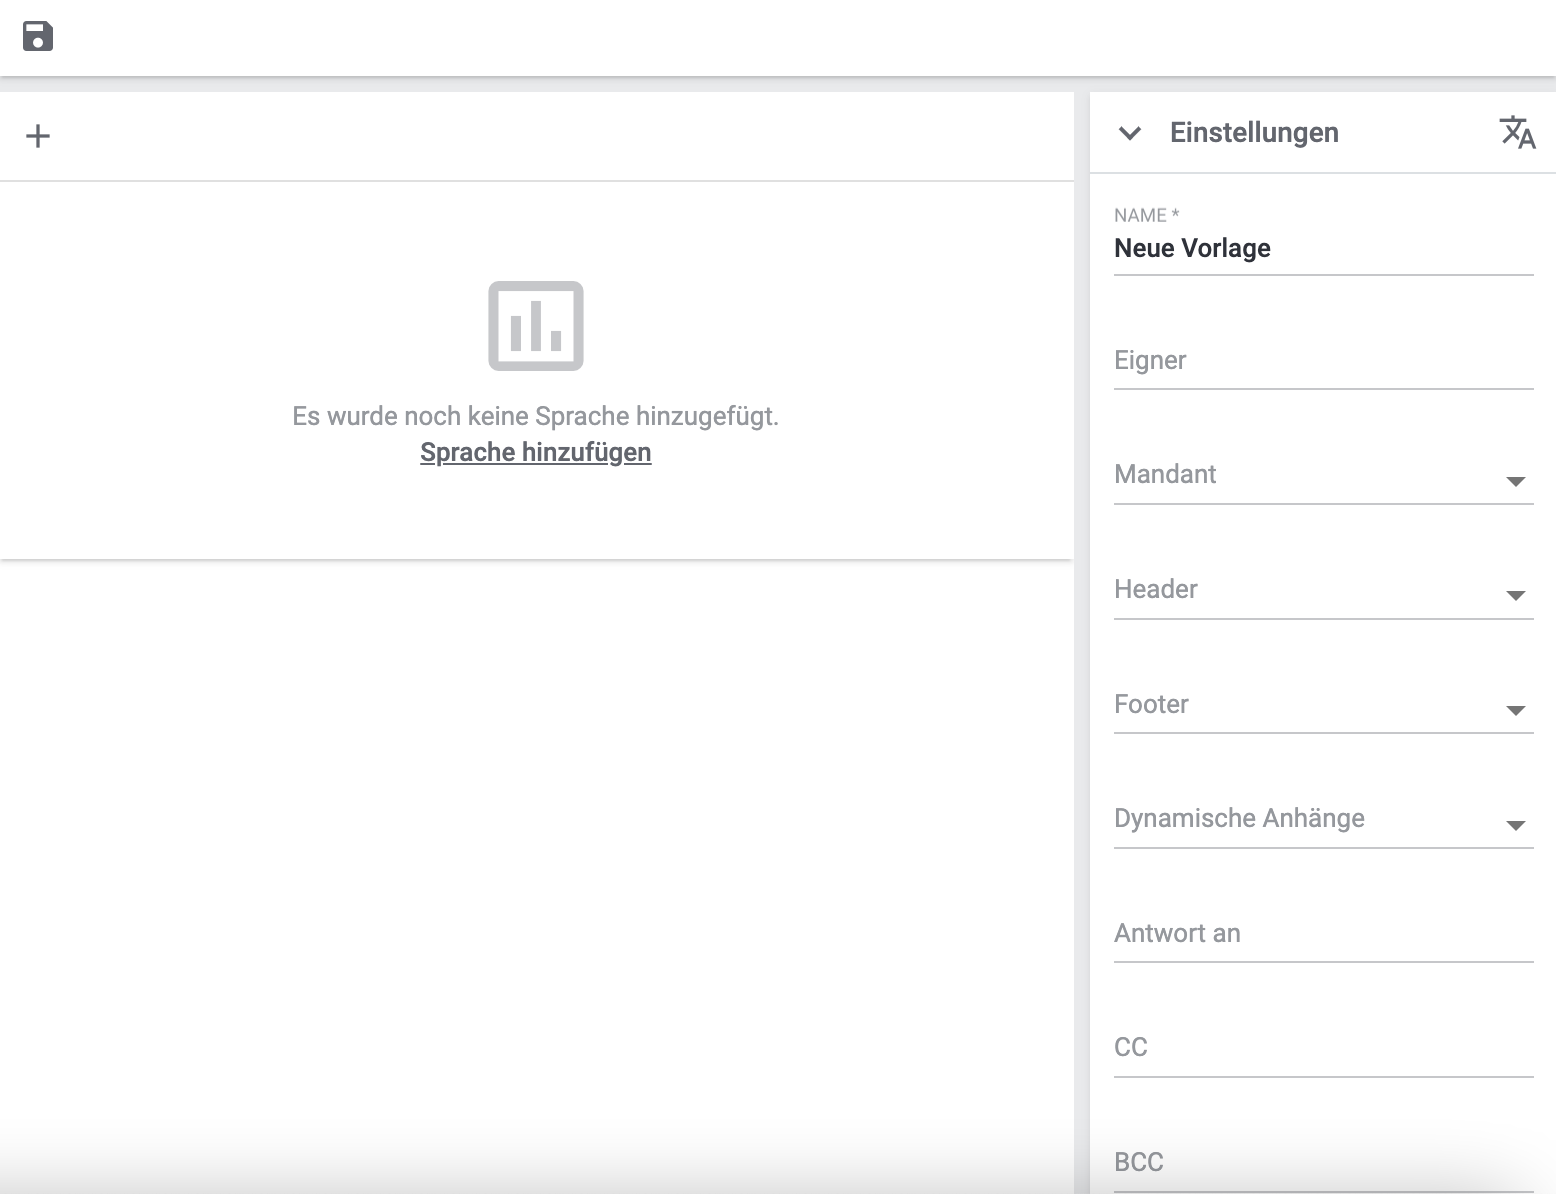 Es wurde noch keine Sprache hinzugefügt.
Sprache hinzufügen
Einstellungen
NAME *
Neue Vorlage
Eigner
Mandant
Header
Footer
Dynamische Anhänge
Antwort an
CC
BCC